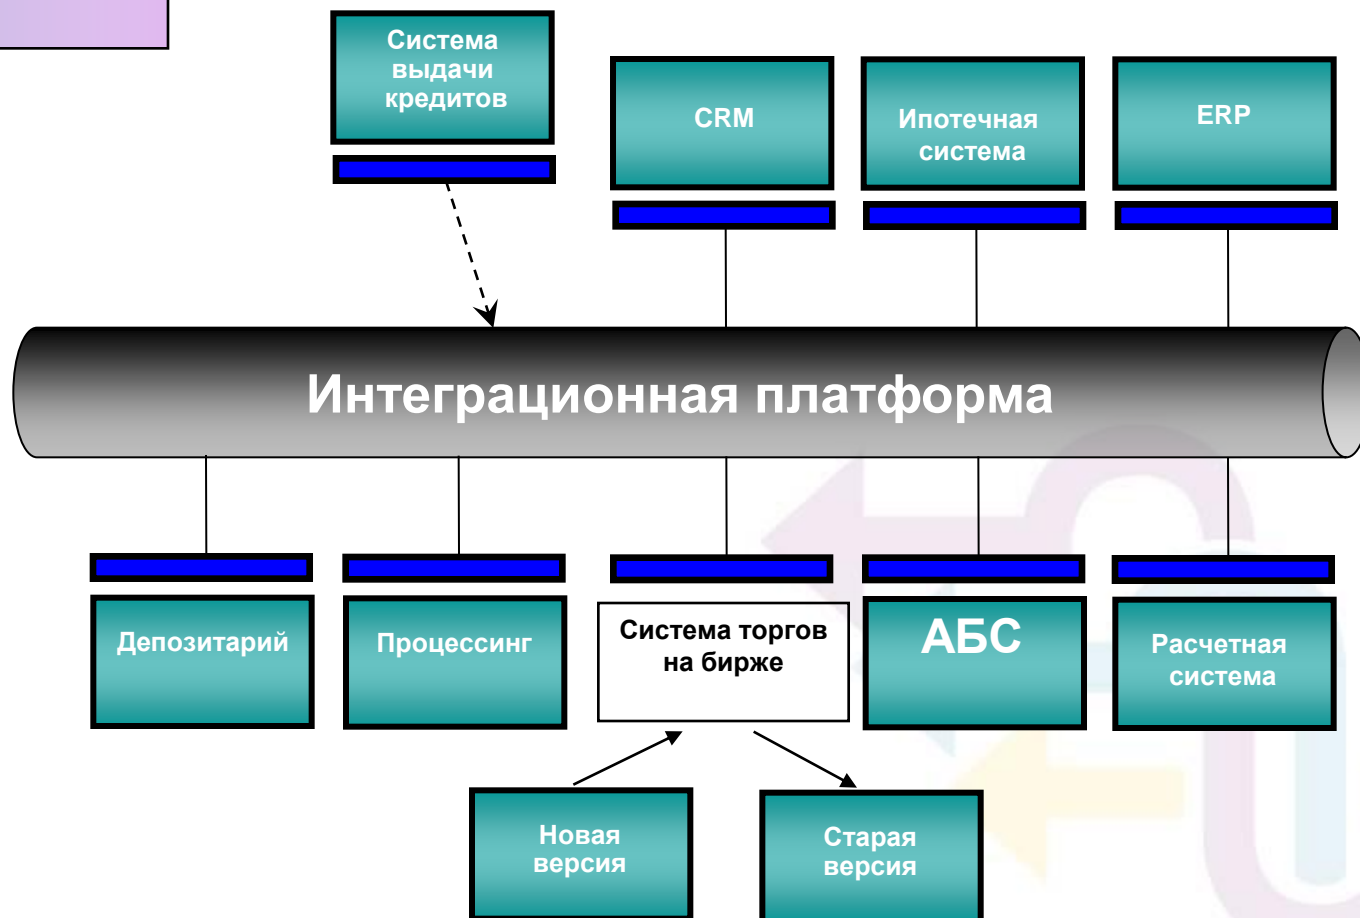 Система
выдачи
кредитов
CRM
Ипотечная
система
ERP
Интеграционная платформа
Депозитарий
Процессинг
Система торгов
на бирже
АБС
Расчетная
система
Новая
версия
Старая
версия